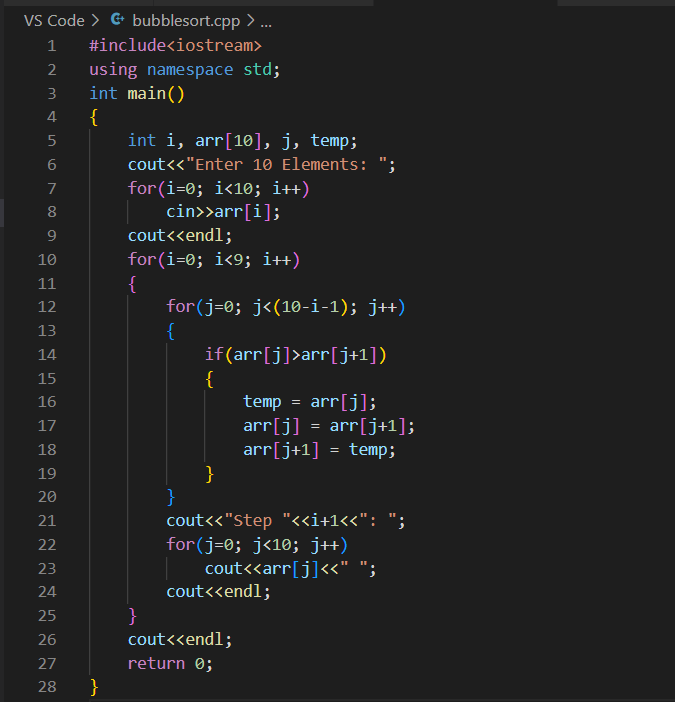 VS Code > bubblesort.cpp > ...
1 #include<iostream>
2 using namespace std;
3 int main()
4 {
5     int i, arr[10], j, temp;
6     cout<<"Enter 10 Elements: ";
7     for(i=0; i<10; i++)
8         cin>>arr[i];
9     cout<<endl;
10     for(i=0; i<9; i++)
11     {
12         for(j=0; j<(10-i-1); j++)
13         {
14             if(arr[j]>arr[j+1])
15             {
16                 temp = arr[j];
17                 arr[j] = arr[j+1];
18                 arr[j+1] = temp;
19             }
20         }
21         cout<<"Step "<<i+1<<": ";
22         for(j=0; j<10; j++)
23             cout<<arr[j]<<" ";
24         cout<<endl;
25     }
26     cout<<endl;
27     return 0;
28 }